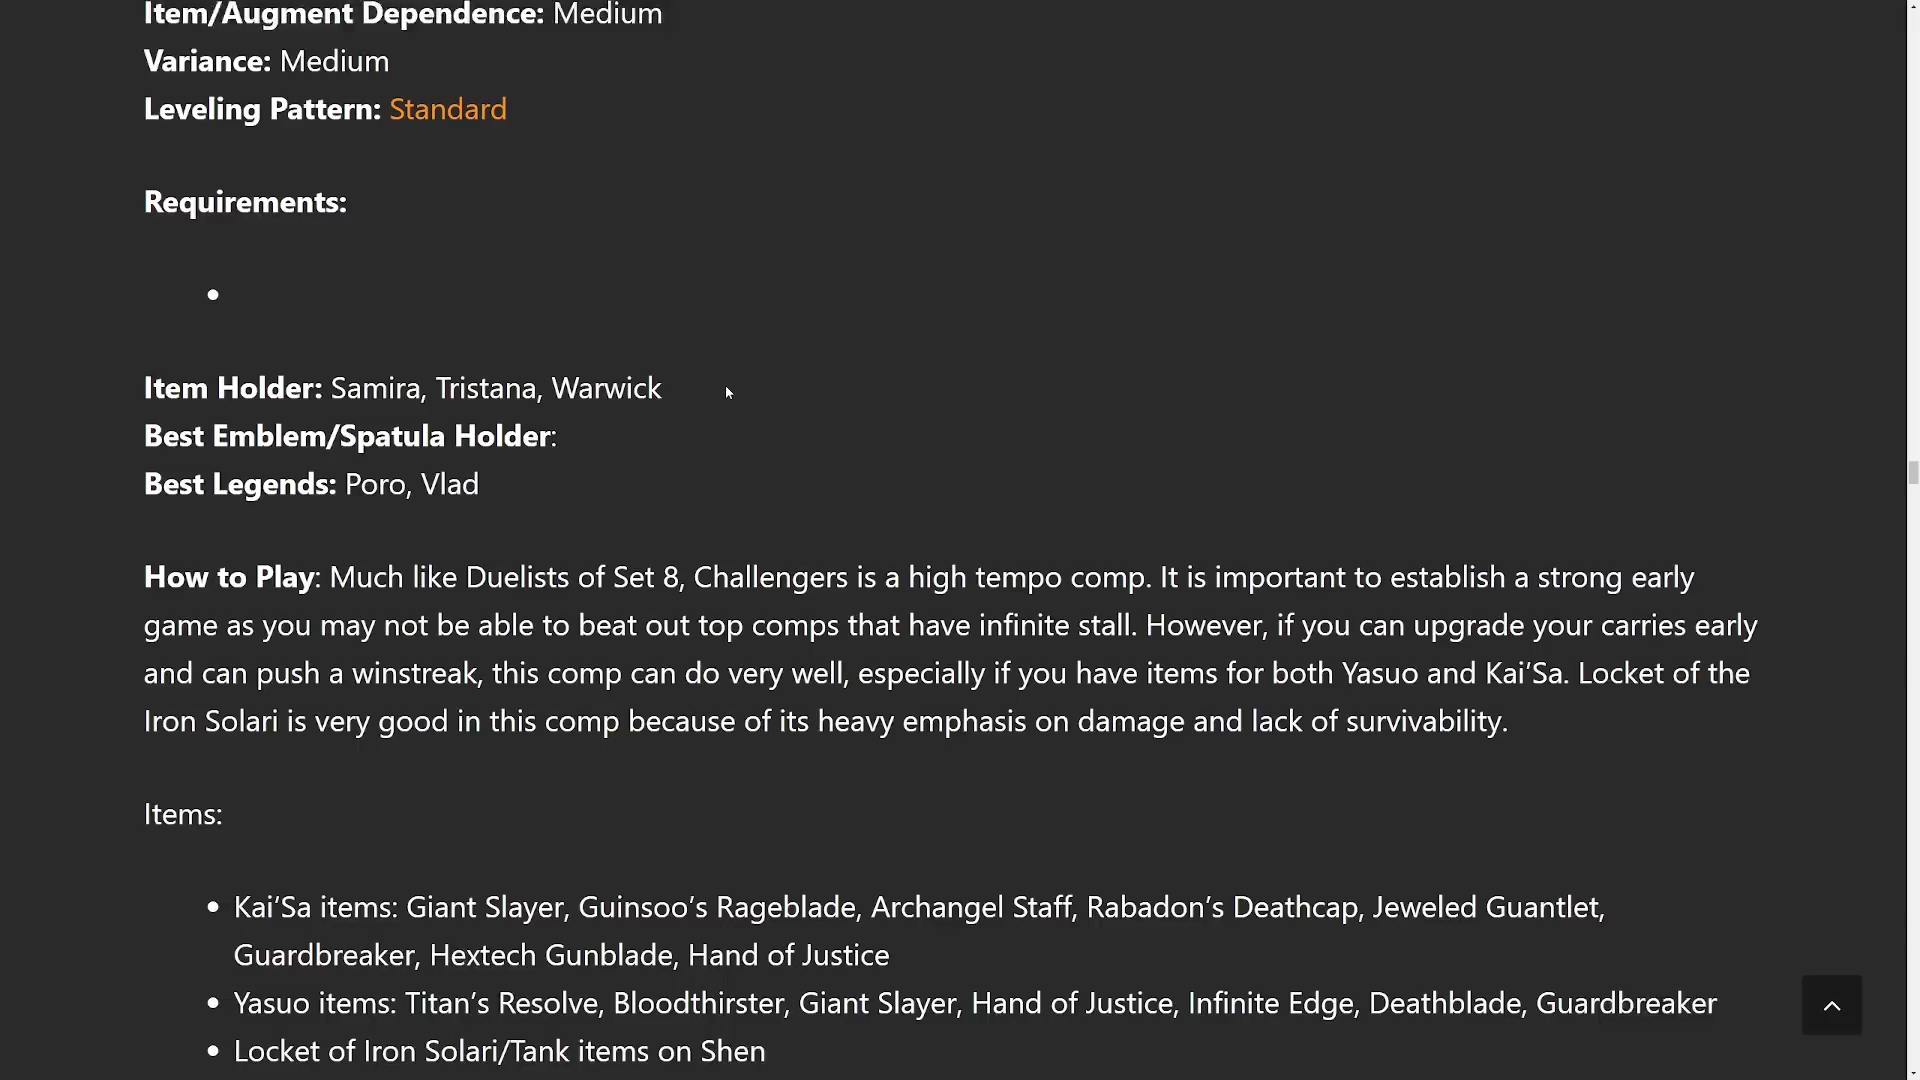 Item/Augment Dependence: Medium
Variance: Medium
Leveling Pattern: Standard
Requirements:
•
Item Holder: Samira, Tristana, Warwick
Best Emblem/Spatula Holder:
Best Legends: Poro, Vlad
How to Play: Much like Duelists of Set 8, Challengers is a high tempo comp. It is important to establish a strong early
game as you may not be able to beat out top comps that have infinite stall. However, if you can upgrade your carries early
and can push a winstreak, this comp can do very well, especially if you have items for both Yasuo and Kai’Sa. Locket of the
Iron Solari is very good in this comp because of its heavy emphasis on damage and lack of survivability.
Items:
• Kai’Sa items: Giant Slayer, Guinsoo’s Rageblade, Archangel Staff, Rabadon’s Deathcap, Jeweled Guantlet,
Guardbreaker, Hextech Gunblade, Hand of Justice
• Yasuo items: Titan’s Resolve, Bloodthirster, Giant Slayer, Hand of Justice, Infinite Edge, Deathblade, Guardbreaker
• Locket of Iron Solari/Tank items on Shen